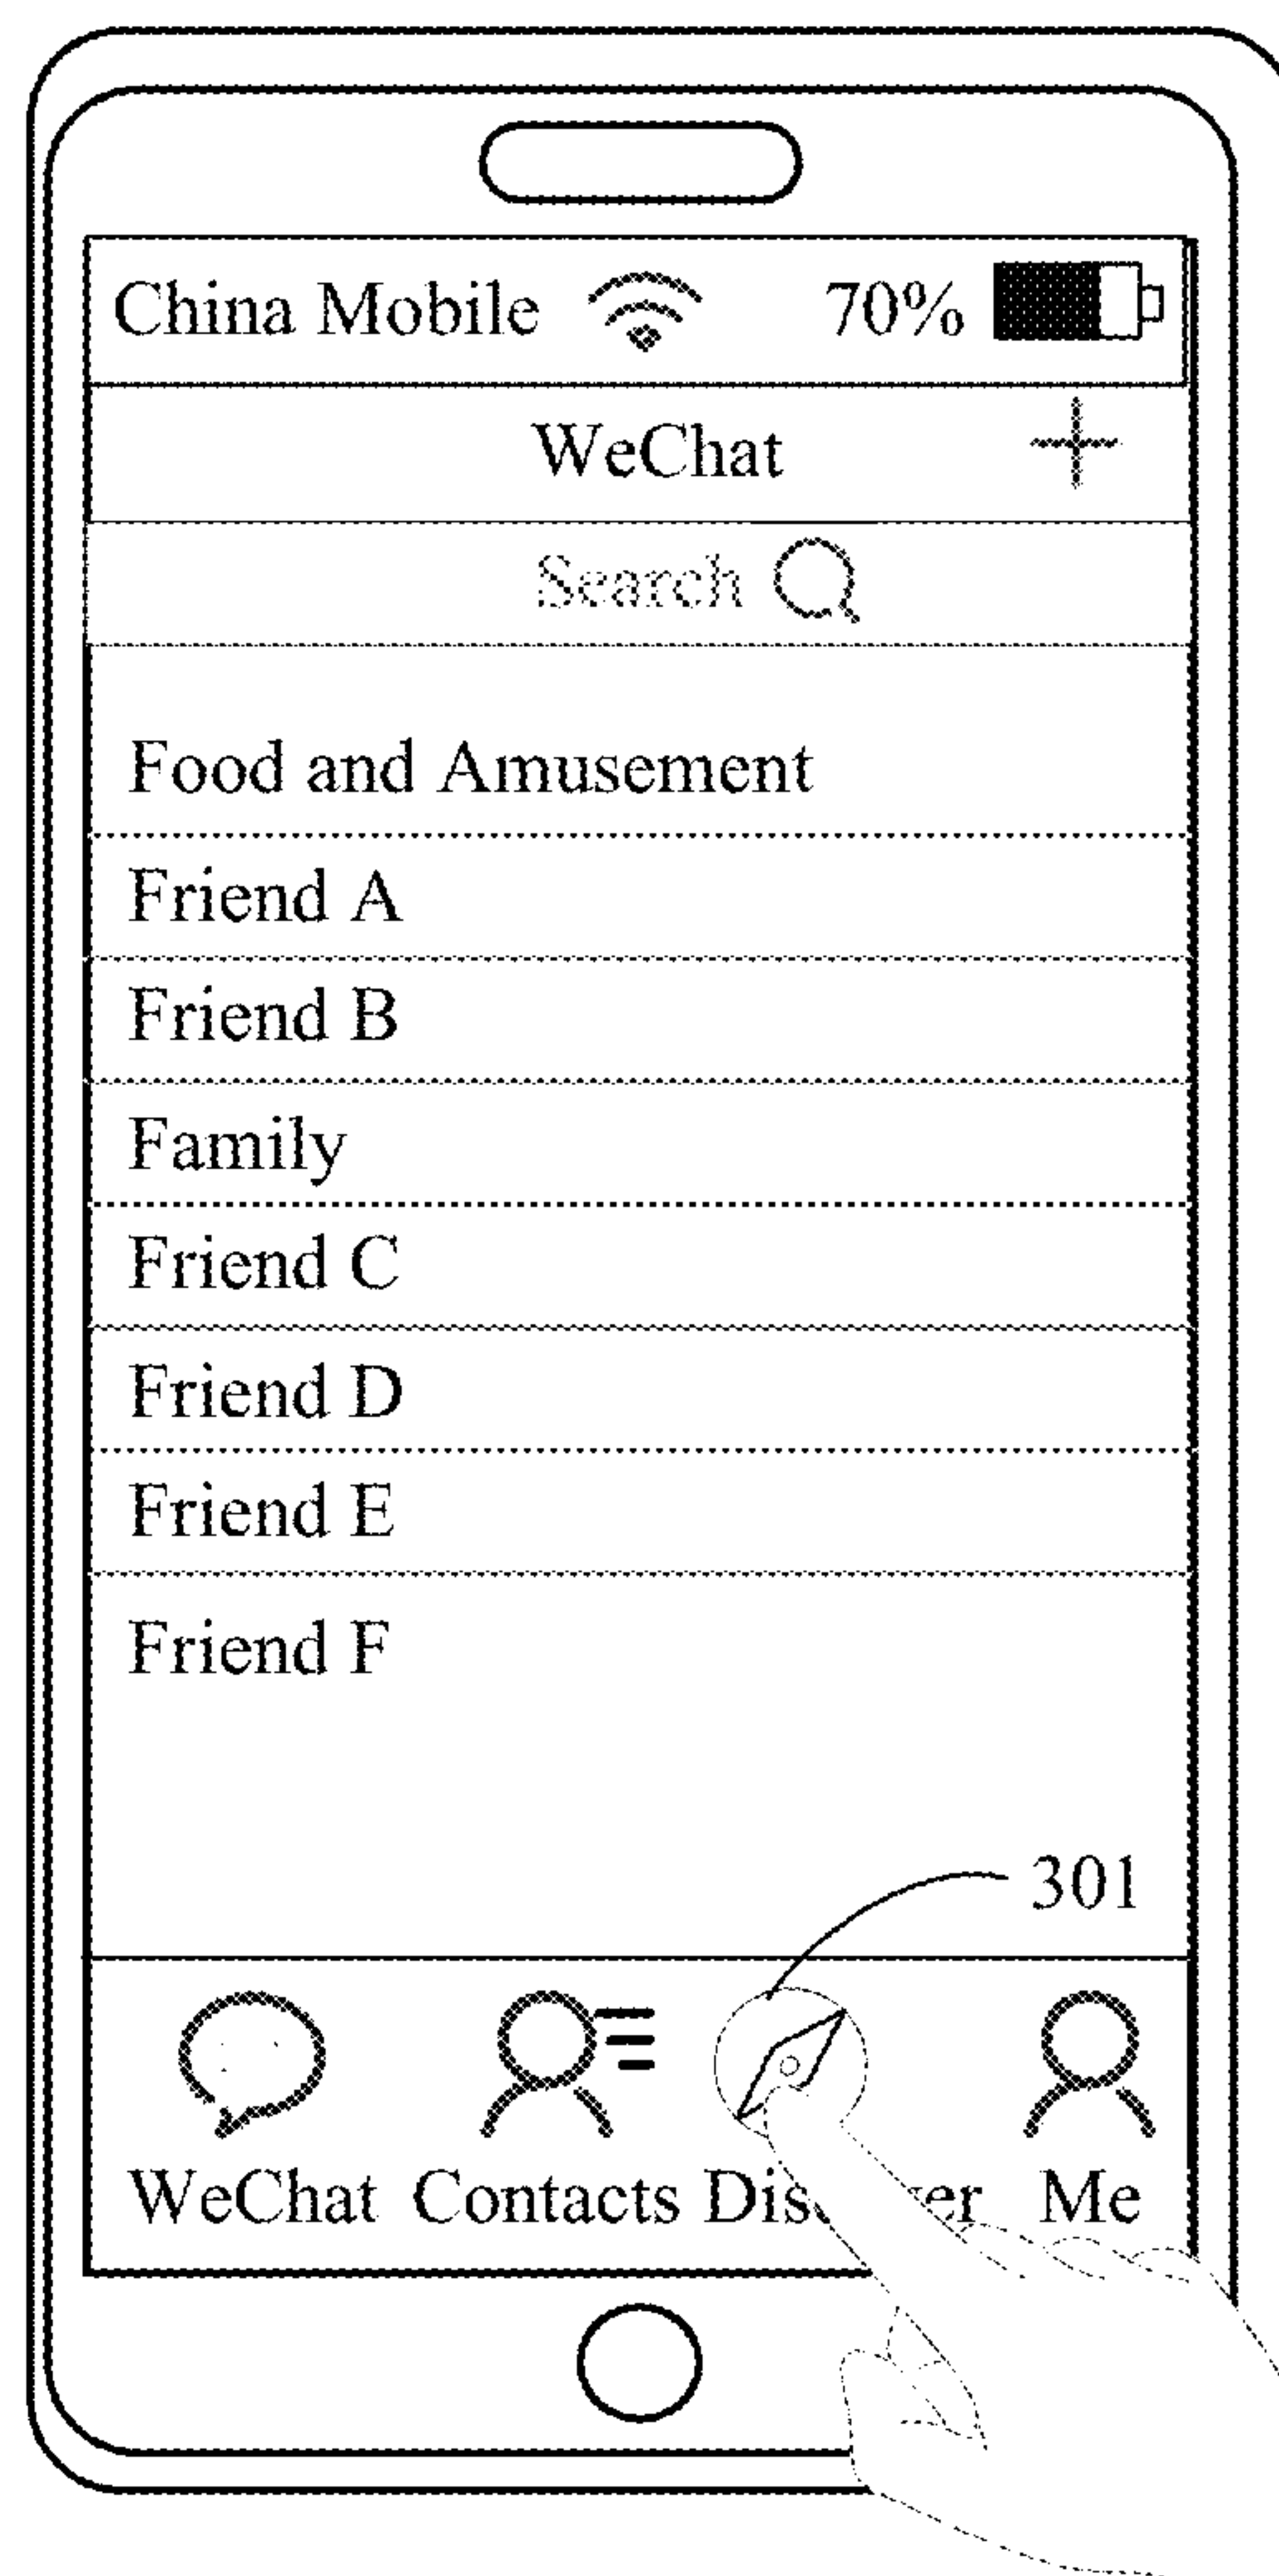 China Mobile 70%
WeChat
Search
Food and Amusement
Friend A
Friend B
Family
Friend C
Friend D
Friend E
Friend F
301
WeChat Contacts Me